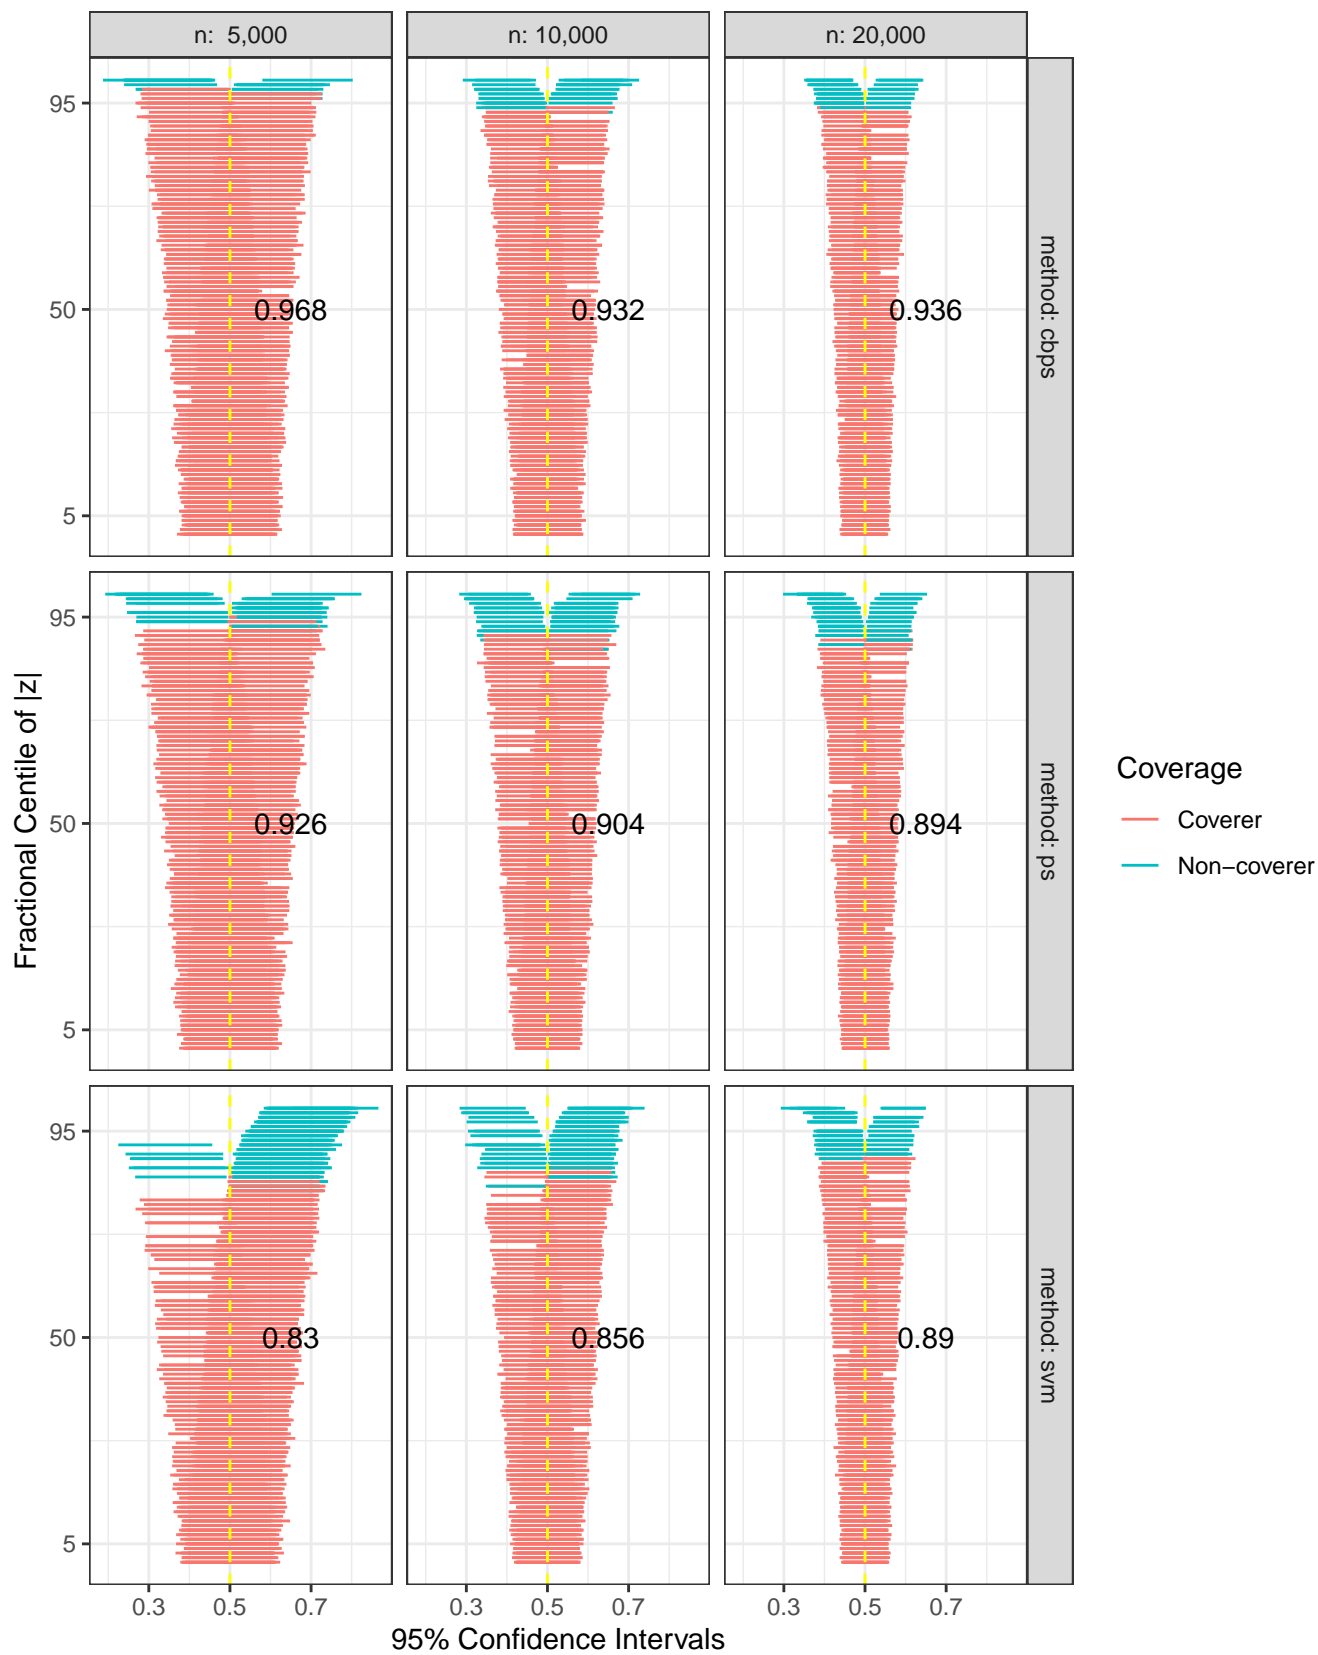 n:  5,000
n: 10,000
n: 20,000
95
50
5
0.968
0.932
0.936
method: cbps
95
50
5
0.926
0.904
0.894
method: ps
95
50
5
0.83
0.856
0.89
method: svm
Fractional Centile of |z|
0.3 0.5 0.7
0.3 0.5 0.7
0.3 0.5 0.7
95% Confidence Intervals
Coverage
Coverer
Non−coverer